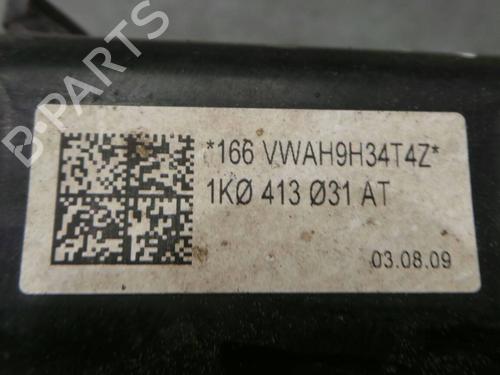 B-PARTS
*166 VWAH9H34T4Z*
1KØ 413 Ø31 AT
03.08.09